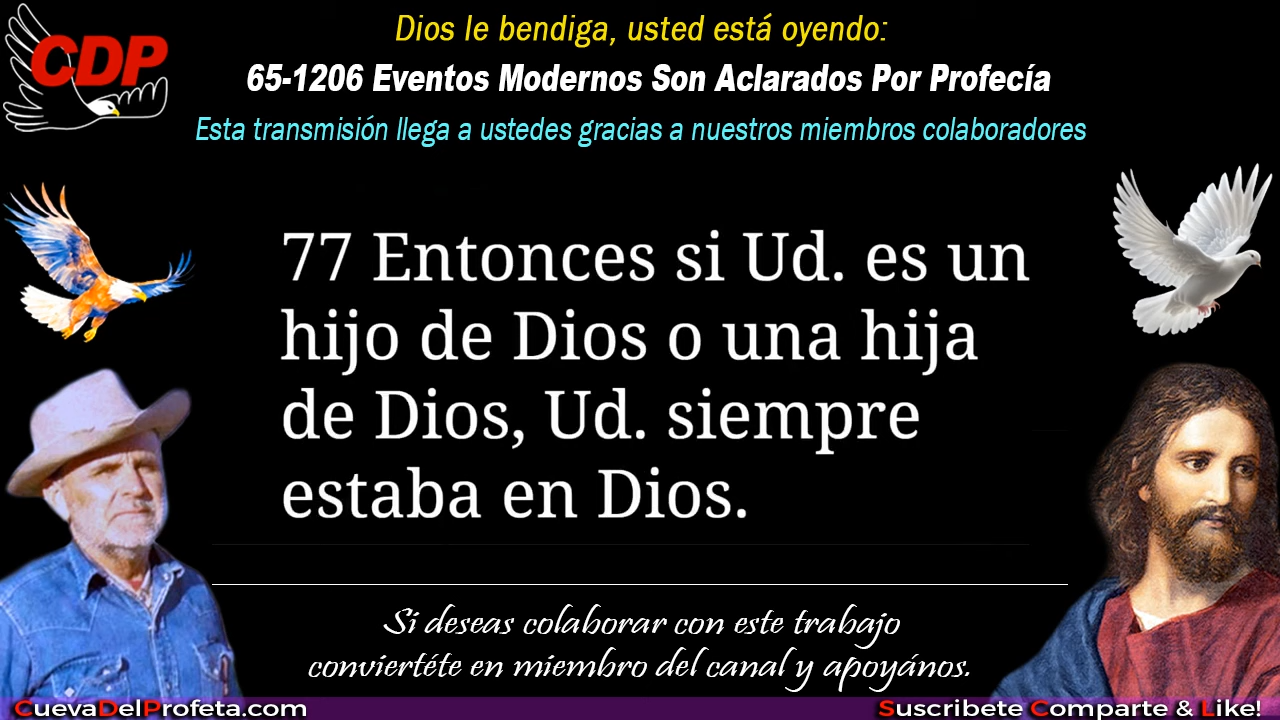 CDP
Dios le bendiga, usted está oyendo:
65-1206 Eventos Modernos Son Aclarados Por Profecía
Esta transmisión llega a ustedes gracias a nuestros miembros colaboradores
77 Entonces si Ud. es un
hijo de Dios o una hija
de Dios, Ud. siempre
estaba en Dios.
Si deseas colaborar con este trabajo
conviertéte en miembro del canal y apoyános.
CuevaDelProfeta.com
Suscribete Comparte & Like!